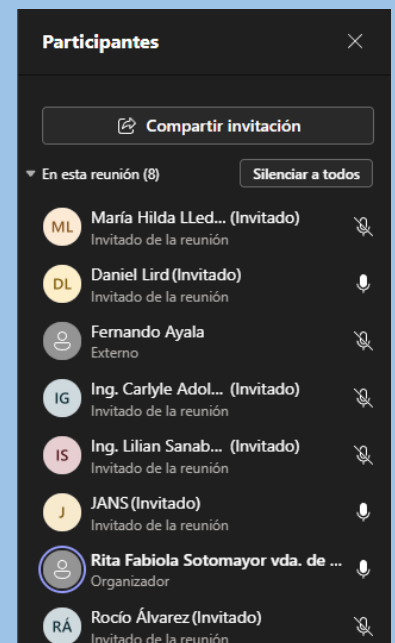 Participantes
Compartir invitación
En esta reunión (8)
Silenciar a todos
ML
María Hilda LLed... (Invitado)
Invitado de la reunión
DL
Daniel Lird (Invitado)
Invitado de la reunión
Fernando Ayala
Externo
IG
Ing. Carlyle Adol... (Invitado)
Invitado de la reunión
IS
Ing. Lilian Sanab... (Invitado)
Invitado de la reunión
J
JANS (Invitado)
Invitado de la reunión
Rita Fabiola Sotomayor vda. de ...
Organizador
RÁ
Rocío Álvarez (Invitado)
Invitado de la reunión